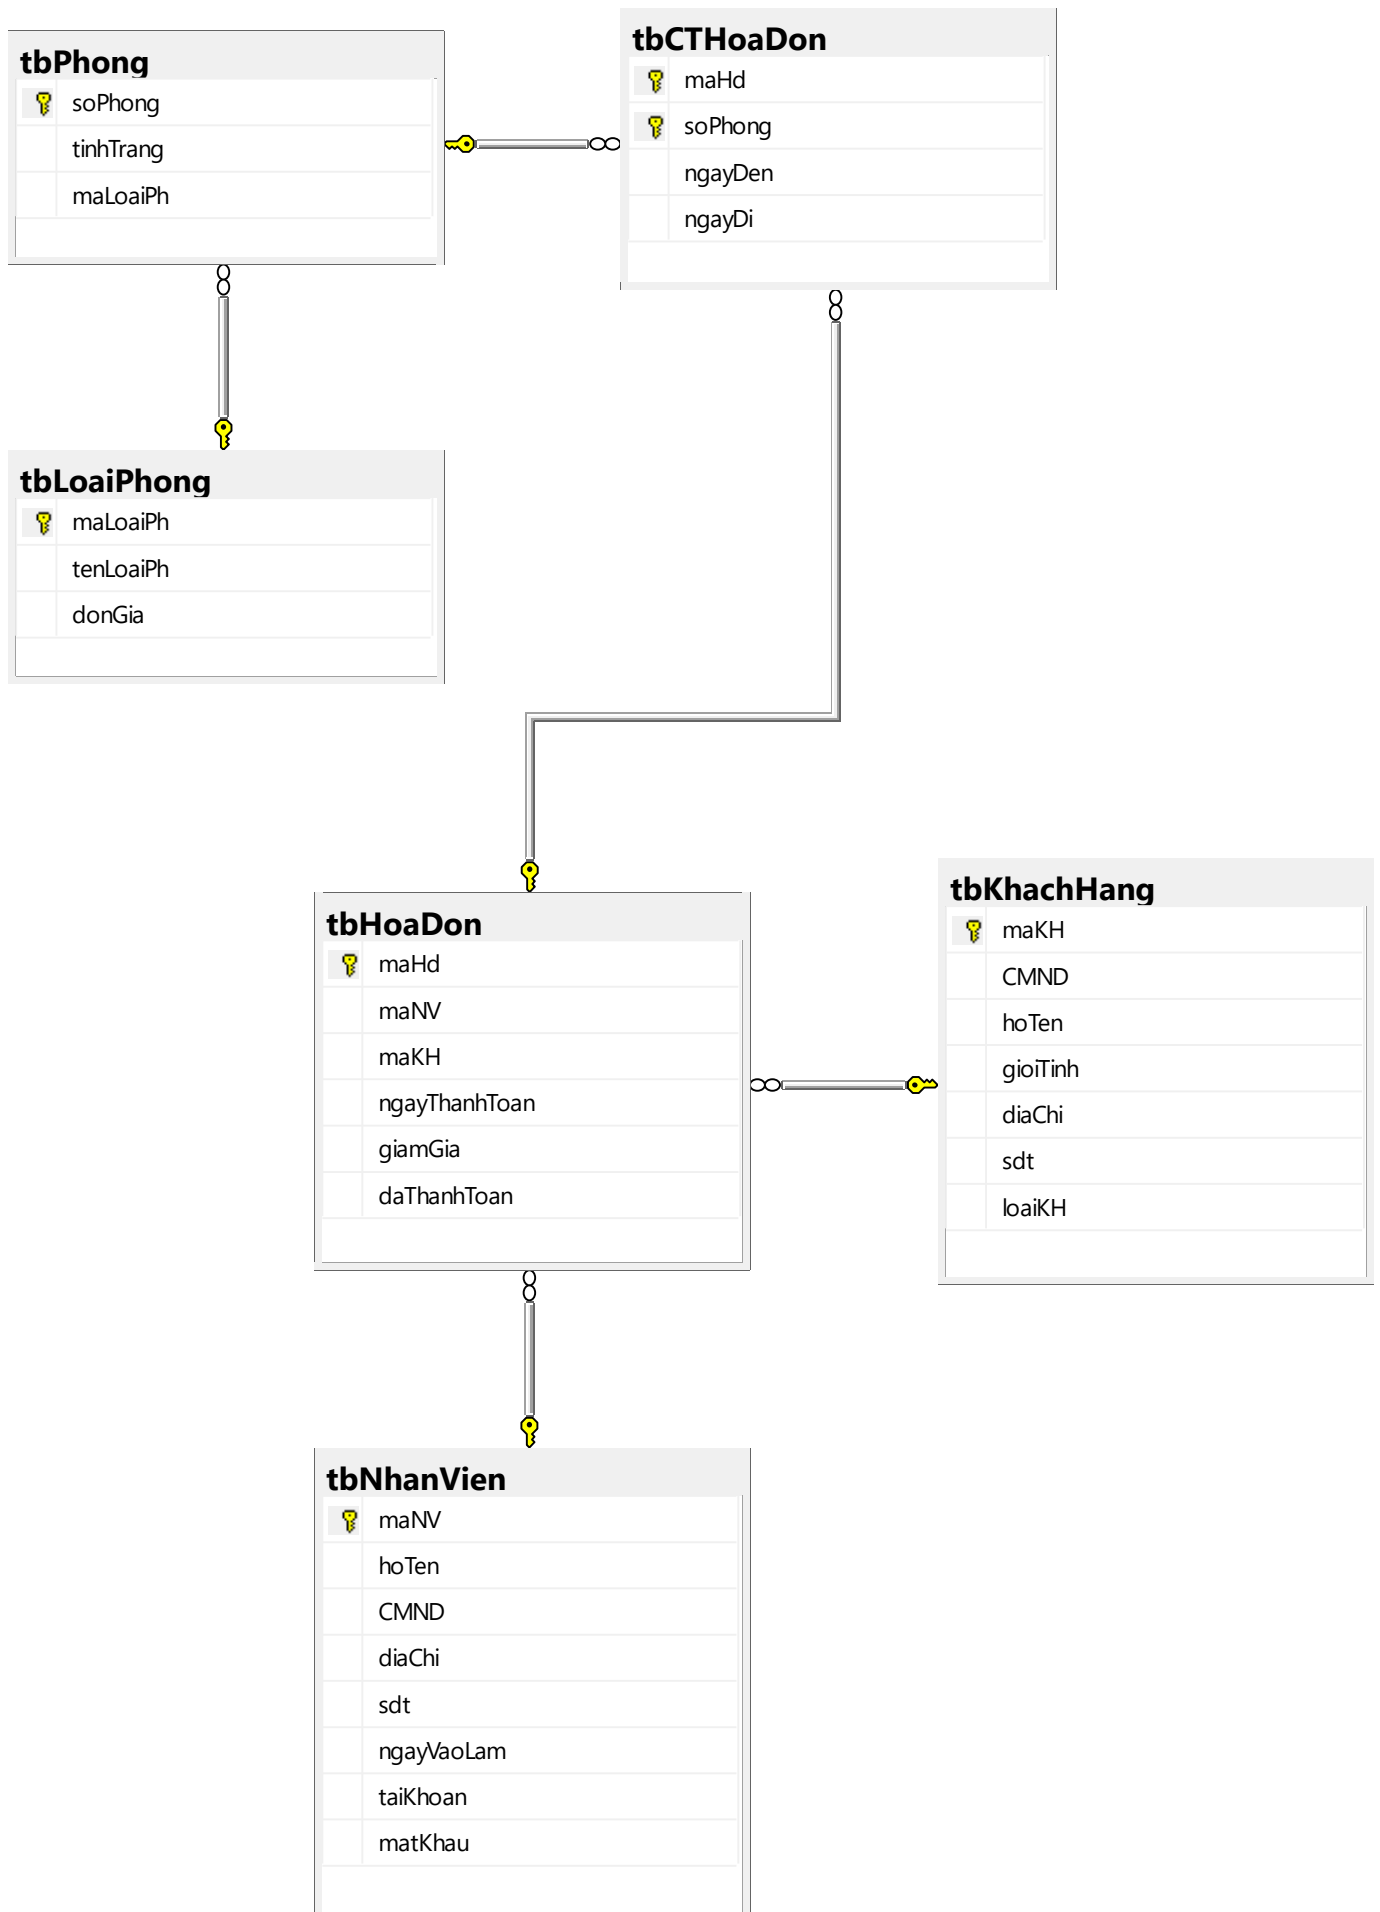 tbPhong
soPhong
tinhTrang
maLoaiPh
tbCTHoaDon
maHd
soPhong
ngayDen
ngayDi
tbLoaiPhong
maLoaiPh
tenLoaiPh
donGia
tbHoaDon
maHd
maNV
maKH
ngayThanhToan
giamGia
daThanhToan
tbKhachHang
maKH
CMND
hoTen
gioiTinh
diaChi
sdt
loaiKH
tbNhanVien
maNV
hoTen
CMND
diaChi
sdt
ngayVaoLam
taiKhoan
matKhau